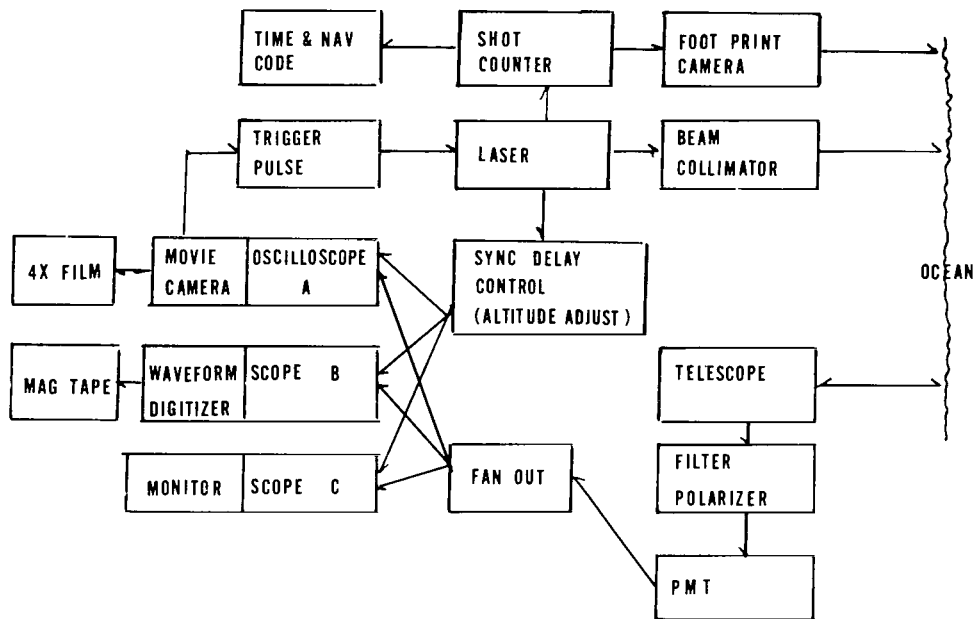 TIME & NAV
CODE
SHOT
COUNTER
FOOT PRINT
CAMERA
TRIGGER
PULSE
LASER
BEAM
COLLIMATOR
4X FILM
MOVIE
CAMERA
OSCILLOSCOPE
A
SYNC DELAY
CONTROL
(ALTITUDE ADJUST)
OCEAN
MAG TAPE
WAVEFORM
DIGITIZER
SCOPE B
TELESCOPE
MONITOR
SCOPE C
FAN OUT
FILTER
POLARIZER
PMT